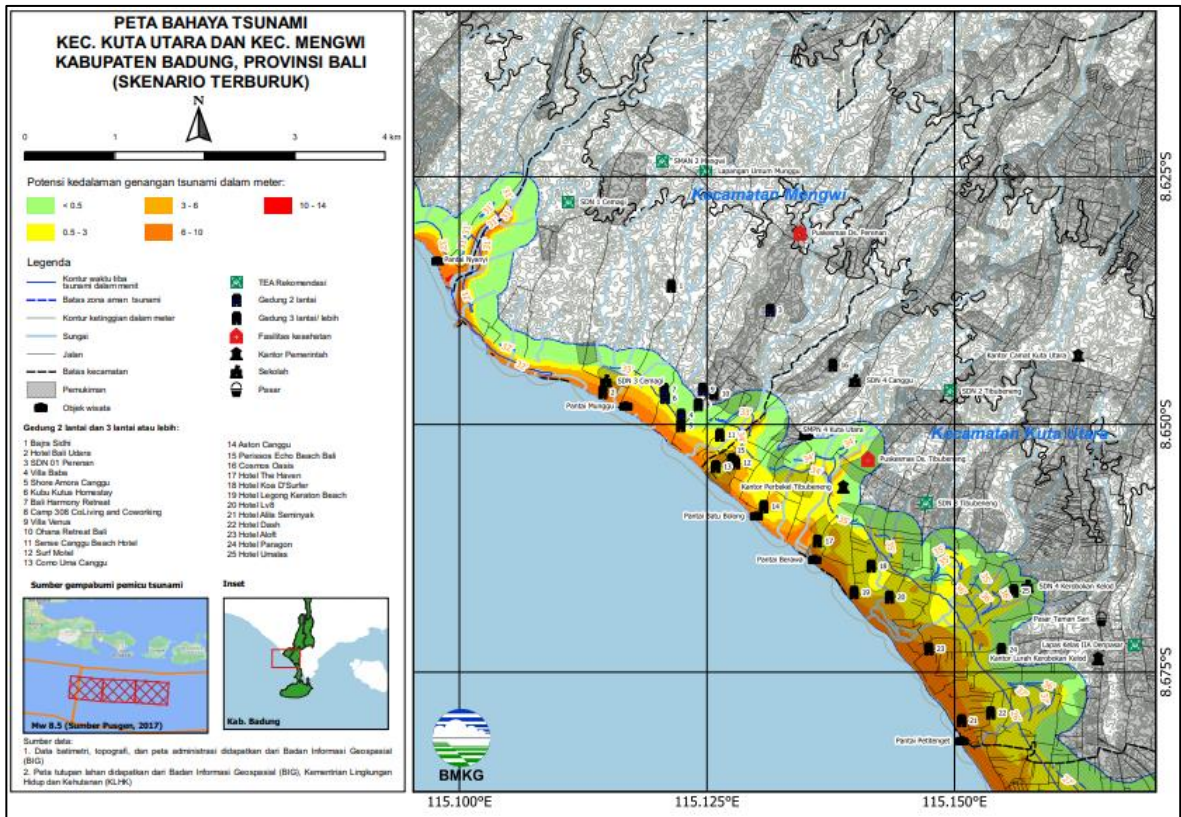 PETA BAHAYA TSUNAMI
KEC. KUTA UTARA DAN KEC. MENGWI
KABUPATEN BADUNG, PROVINSI BALI
(SKENARIO TERBURUK)
N
0 1 3 4 km
Potensi kedalaman genangan tsunami dalam meter:
< 0.5
3 - 6
10 - 14
0.5 - 3
6 - 10
Legenda
Kontur waktu tiba
tsunami dalam menit
Batas zona aman tsunami
Kontur ketinggian dalam meter
Sungai
Jalan
Batas kecamatan
Pemukiman
Objek wisata
TEA Rekomendasi
Gedung 2 lantai
Gedung 3 lantai/ lebih
Fasilitas kesehatan
Kantor Pemerintah
Sekolah
Pasar
Gedung 2 lantai dan 3 lantai atau lebih:
1 Bajra Sidhi
2 Hotel Bali Udara
3 SDN 01 Perenan
4 Villa Baba
5 Shore Amora Canggu
6 Kubu Kutus Homestay
7 Bali Harmony Retreat
8 Camp 308 CoLiving and Coworking
9 Villa Venus
10 Ohana Retreat Bali
11 Sense Canggu Beach Hotel
12 Surf Motel
13 Como Uma Canggu
14 Aston Canggu
15 Perissos Echo Beach Bali
16 Cosmos Oasis
17 Hotel The Haven
18 Hotel Koa D'Surfer
19 Hotel Legong Keraton Beach
20 Hotel Lv8
21 Hotel Alila Seminyak
22 Hotel Dash
23 Hotel Aloft
24 Hotel Paragon
25 Hotel Umalas
Sumber gempabumi pemicu tsunami
Mw 8.5 (Sumber Pusgen, 2017)
Inset
Kab. Badung
Sumber data:
1. Data batimetri, topografi, dan peta administrasi didapatkan dari Badan Informasi Geospasial
(BIG)
2. Peta tutupan lahan didapatkan dari Badan Informasi Geospasial (BIG), Kementrian Lingkungan
Hidup dan Kehutanan (KLHK)
BMKG
SMAN 2 Mengwi
Lapangan Umum Munggu
Kecamatan Mengwi
SDN 1 Cemagi
Puskesmas Ds. Perenan
Pantai Nyanyi
Kantor Camat Kuta Utara
SDN 3 Cemagi
16
SDN 4 Canggu
SDN 2 Tibubeneng
Pantai Munggu
SMPN 4 Kuta Utara
Kecamatan Kuta Utara
Puskesmas Ds. Tibubeneng
Kantor Perbekel Tibubeneng
Pantai Batu Bolong
14
Pantai Berawa
17
18
19
20
SDN 4 Kerobokan Kelod
25
Pasar Taman Sari
Lapas Kelas IIA Denpasar
23
24
Kantor Lurah Kerobokan Kelod
21
22
Pantai Petitenget
8.625°S
8.650°S
8.675°S
115.100°E
115.125°E
115.150°E